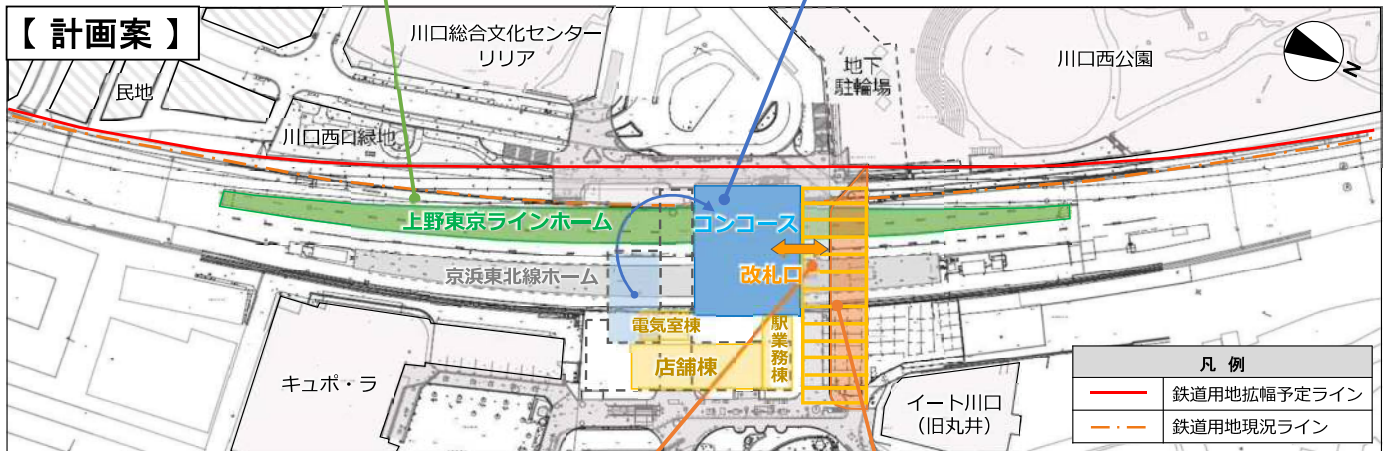 【 計画案 】
川口総合文化センター
リリア
地下
駐輪場
川口西公園
N
民地
川口西口緑地
上野東京ラインホーム
コンコース
京浜東北線ホーム
改札口
電気室棟
駅業務棟
店舗棟
キュポ・ラ
イート川口
(旧丸井)
凡 例
鉄道用地拡幅予定ライン
鉄道用地現況ライン